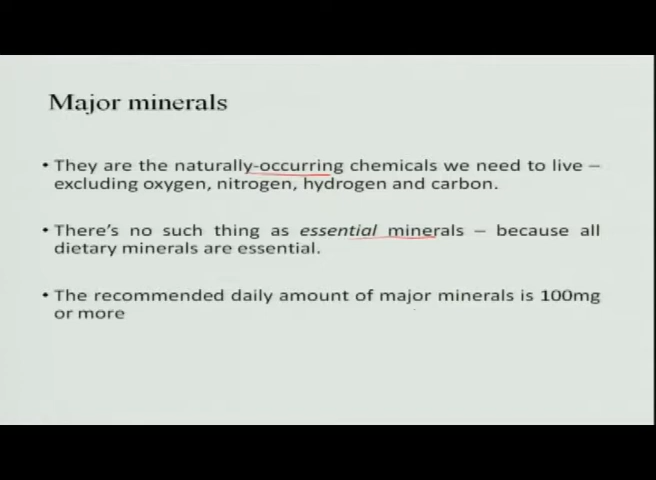 Major minerals
• They are the naturally-occurring chemicals we need to live –
excluding oxygen, nitrogen, hydrogen and carbon.
• There's no such thing as essential minerals – because all
dietary minerals are essential.
• The recommended daily amount of major minerals is 100mg
or more